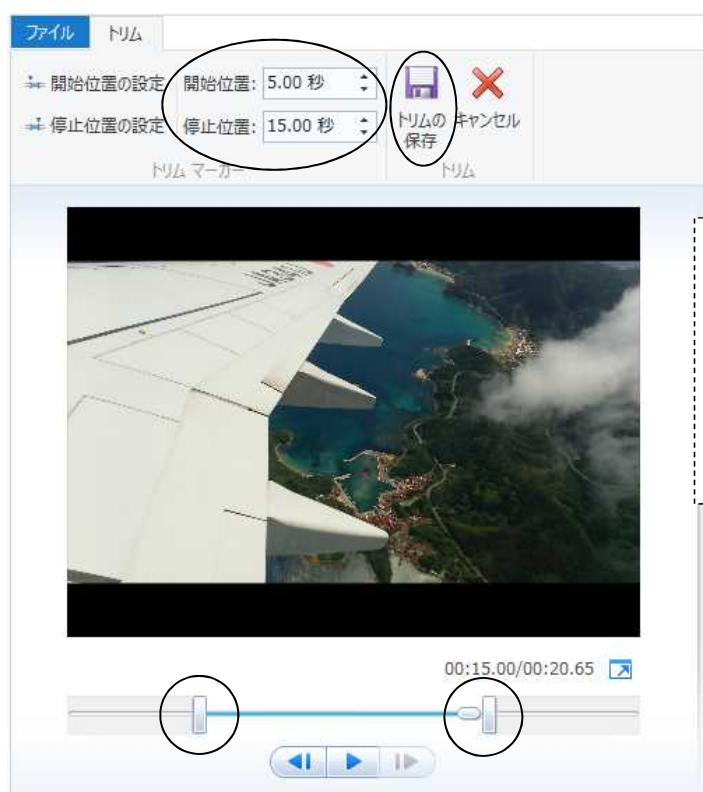 ファイル トリム
開始位置の設定 開始位置: 5.00 秒
停止位置の設定 停止位置: 15.00 秒
トリムの
保存
キャンセル
トリム マーカー トリム
00:15.00/00:20.65